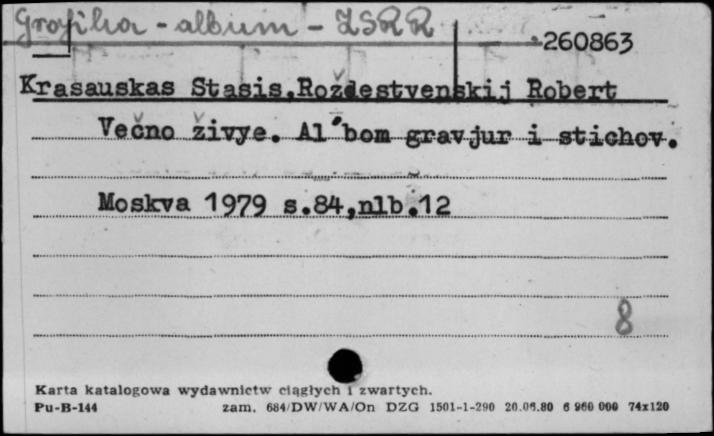 Grafika - album - ZSRR
260863
Krasauskas Stasis,Roždestvenskij Robert
Večno živye. Al´bom gravjur i stichov.
Moskva 1979 s.84,nlb.12
8
Karta katalogowa wydawnictw ciągłych i zwartych.
Pu-B-144 zam. 684/DW/WA/On DZG 1501-1-290 20.06.80 6 960 000 74x120